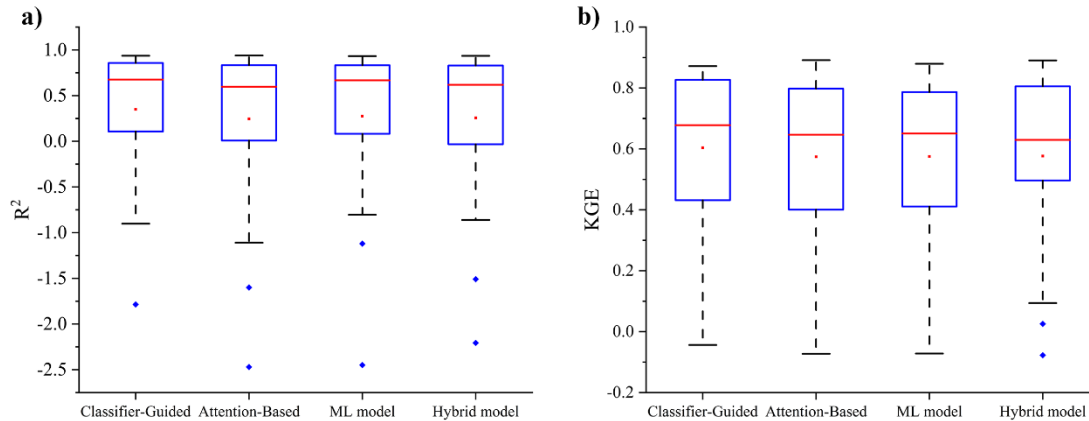 a)
1.0
0.5
0.0
-0.5
-1.0
-1.5
-2.0
-2.5
R²
Classifier-Guided Attention-Based ML model Hybrid model
b)
1.0
0.8
0.6
0.4
0.2
0.0
-0.2
KGE
Classifier-Guided Attention-Based ML model Hybrid model